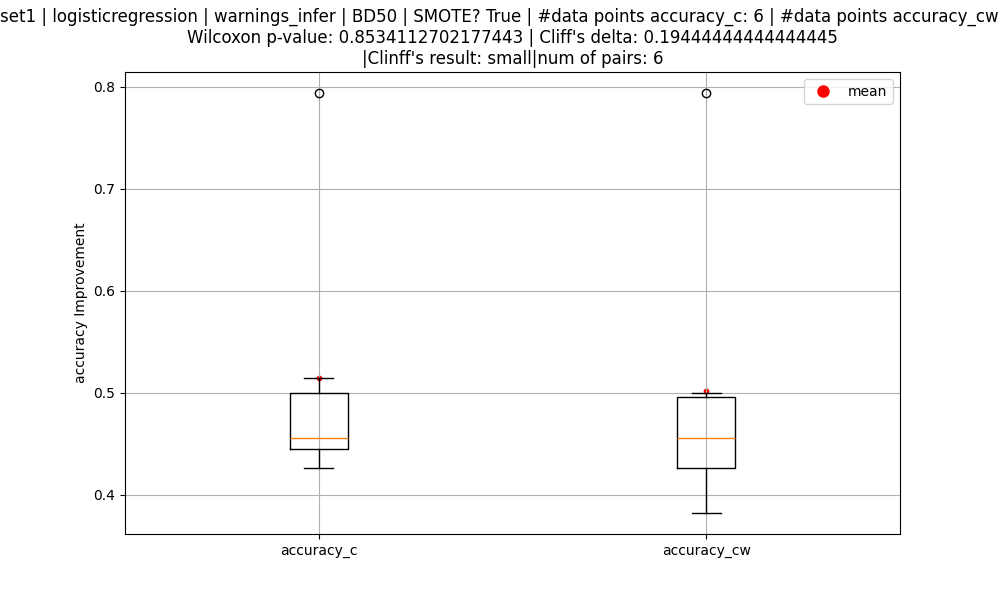 set1 | logisticregression | warnings_infer | BD50 | SMOTE? True | #data points accuracy_c: 6 | #data points accuracy_cw
Wilcoxon p-value: 0.8534112702177443 | Cliff's delta: 0.19444444444444445
|Clinff's result: small|num of pairs: 6
mean
0.8
0.7
0.6
0.5
0.4
accuracy Improvement
accuracy_c
accuracy_cw